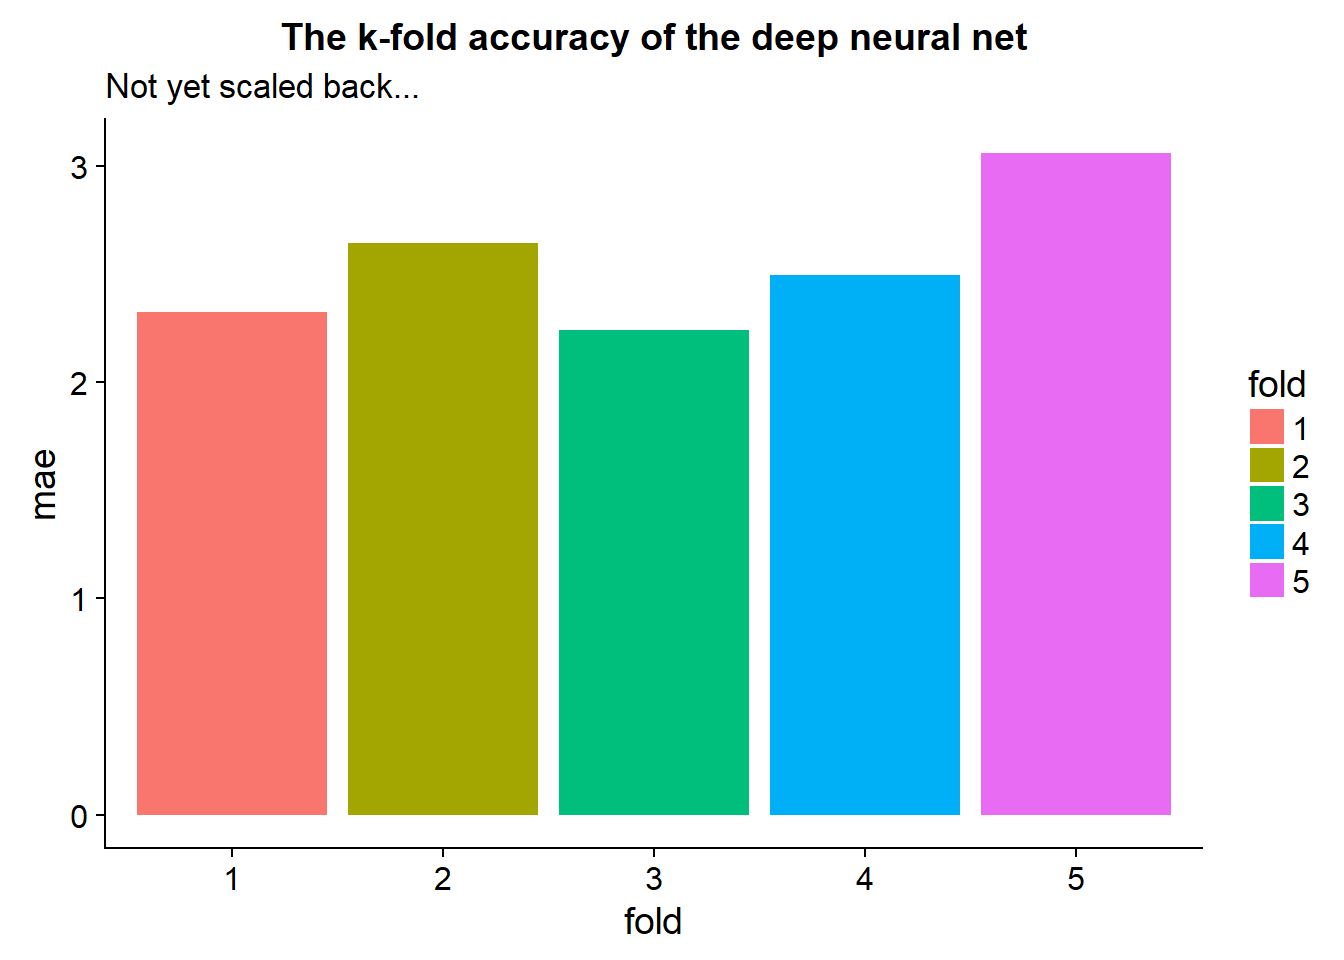 The k-fold accuracy of the deep neural net
Not yet scaled back...
3
2
1
0
mae
1 2 3 4 5
fold
fold
1
2
3
4
5